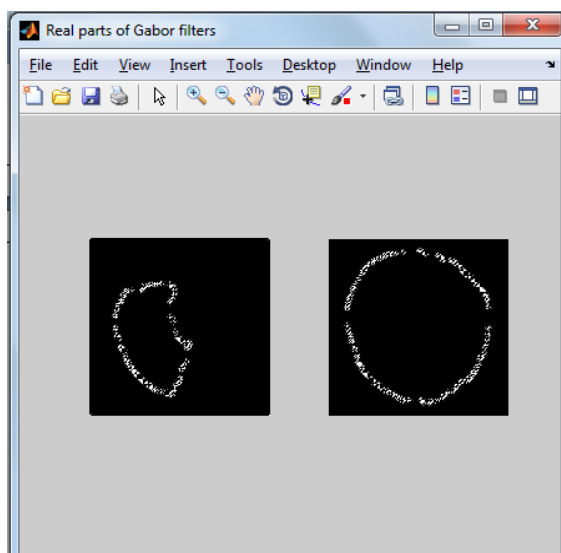 Real parts of Gabor filters
File Edit View Insert Tools Desktop Window Help